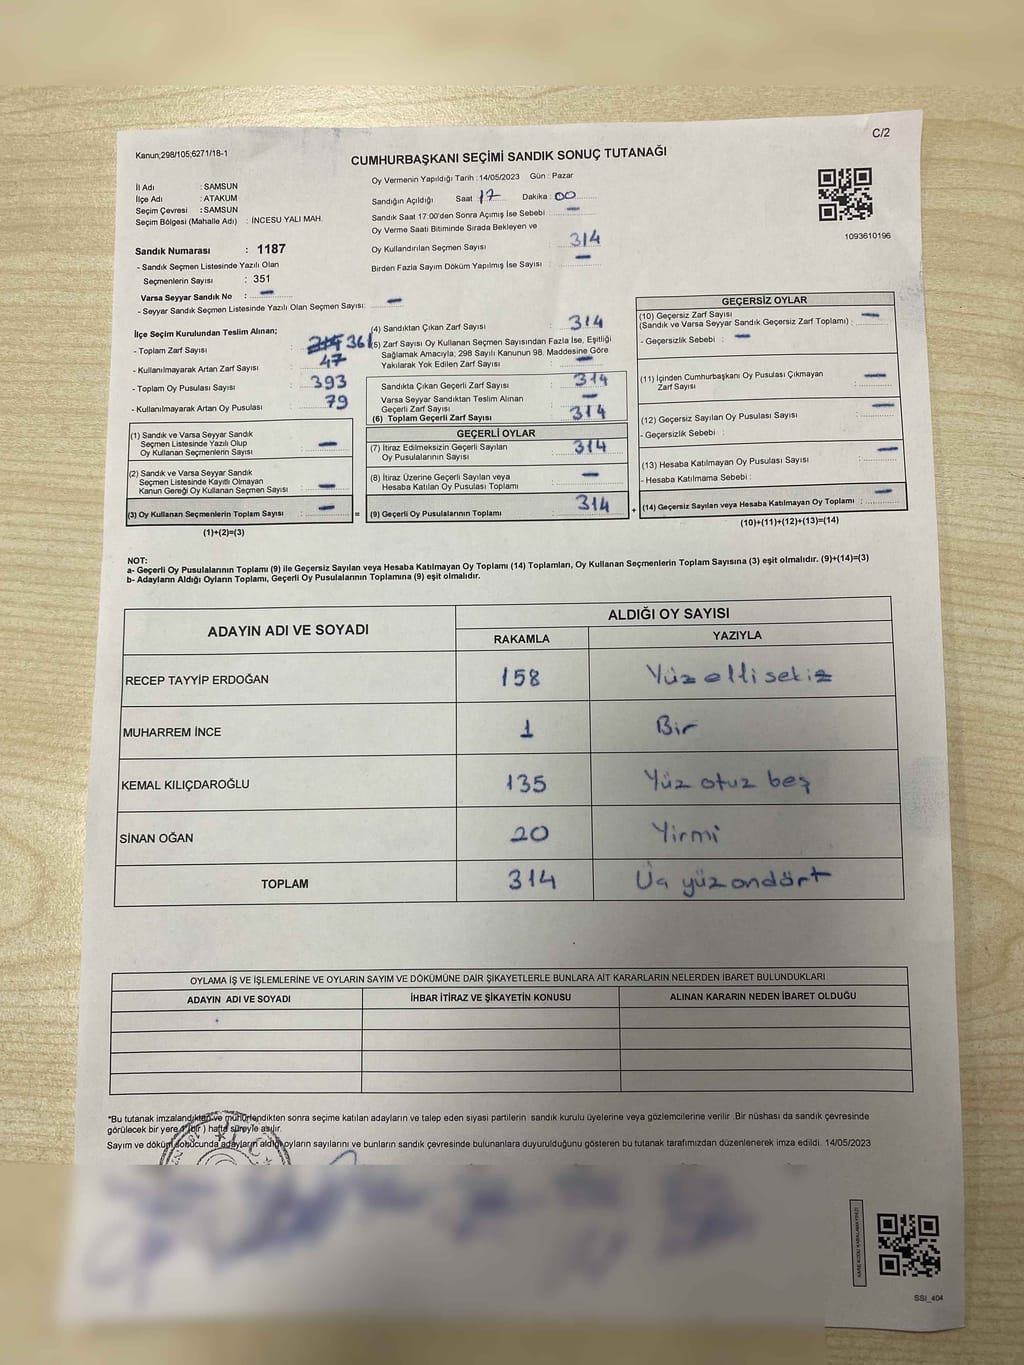 C/2
Kanun;298/105;6271/18-1
CUMHURBAŞKANI SEÇİMİ SANDIK SONUÇ TUTANAĞI
İl Adı : SAMSUN
İlçe Adı : ATAKUM
Seçim Çevresi : SAMSUN
Seçim Bölgesi (Mahalle Adı) : İNCESU YALI MAH.
Sandık Numarası : 1187
- Sandık Seçmen Listesinde Yazılı Olan
Seçmenlerin Sayısı : 351
Varsa Seyyar Sandık No : –
- Seyyar Sandık Seçmen Listesinde Yazılı Olan Seçmen Sayısı: –
Oy Vermenin Yapıldığı Tarih : 14/05/2023 Gün : Pazar
Sandığın Açıldığı Saat 17 Dakika 00
Sandık Saat 17:00'den Sonra Açımış İse Sebebi : –
Oy Verme Saati Bitiminde Sırada Bekleyen ve
Oy Kullandırılan Seçmen Sayısı : 314
Birden Fazla Sayım Döküm Yapılmış İse Sayısı : –
1093610196
İlçe Seçim Kurulundan Teslim Alınan;
- Toplam Zarf Sayısı : 361
- Kullanılmayarak Artan Zarf Sayısı : 47
- Toplam Oy Pusulası Sayısı : 393
- Kullanılmayarak Artan Oy Pusulası : 79
(1) Sandık ve Varsa Seyyar Sandık
Seçmen Listesinde Yazılı Olup
Oy Kullanan Seçmenlerin Sayısı : –
(2) Sandık ve Varsa Seyyar Sandık
Seçmen Listesinde Kayıtlı Olmayan
Kanun Gereği Oy Kullanan Seçmen Sayısı : –
(3) Oy Kullanan Seçmenlerin Toplam Sayısı : – =
(1)+(2)=(3)
(4) Sandıktan Çıkan Zarf Sayısı : 314
(5) Zarf Sayısı Oy Kullanan Seçmen Sayısından Fazla İse, Eşitliği
Sağlamak Amacıyla; 298 Sayılı Kanunun 98. Maddesine Göre
Yakılarak Yok Edilen Zarf Sayısı : –
Sandıkta Çıkan Geçerli Zarf Sayısı : 314
Varsa Seyyar Sandıktan Teslim Alınan
Geçerli Zarf Sayısı : –
(6) Toplam Geçerli Zarf Sayısı : 314
GEÇERLİ OYLAR
(7) İtiraz Edilmeksizin Geçerli Sayılan
Oy Pusulalarının Sayısı : 314
(8) İtiraz Üzerine Geçerli Sayılan veya
Hesaba Katılan Oy Pusulası Toplamı : –
(9) Geçerli Oy Pusulalarının Toplamı : 314 +
GEÇERSİZ OYLAR
(10) Geçersiz Zarf Sayısı
(Sandık ve Varsa Seyyar Sandık Geçersiz Zarf Toplamı) : –
- Geçersizlik Sebebi : –
(11) İçinden Cumhurbaşkanı Oy Pusulası Çıkmayan
Zarf Sayısı : –
(12) Geçersiz Sayılan Oy Pusulası Sayısı : –
- Geçersizlik Sebebi :
(13) Hesaba Katılmayan Oy Pusulası Sayısı : –
- Hesaba Katılmama Sebebi :
(14) Geçersiz Sayılan veya Hesaba Katılmayan Oy Toplamı : –
(10)+(11)+(12)+(13)=(14)
NOT:
a- Geçerli Oy Pusulalarının Toplamı (9) ile Geçersiz Sayılan veya Hesaba Katılmayan Oy Toplamı (14) Toplamları, Oy Kullanan Seçmenlerin Toplam Sayısına (3) eşit olmalıdır. (9)+(14)=(3)
b- Adayların Aldığı Oyların Toplamı, Geçerli Oy Pusulalarının Toplamına (9) eşit olmalıdır.
ADAYIN ADI VE SOYADI ALDIĞI OY SAYISI
RAKAMLA YAZIYLA
RECEP TAYYİP ERDOĞAN 158 Yüz elli sekiz
MUHARREM İNCE 1 Bir
KEMAL KILIÇDAROĞLU 135 Yüz otuz beş
SİNAN OĞAN 20 Yirmi
TOPLAM 314 Üç yüz ondört
OYLAMA İŞ VE İŞLEMLERİNE VE OYLARIN SAYIM VE DÖKÜMÜNE DAİR ŞİKAYETLERLE BUNLARA AİT KARARLARIN NELERDEN İBARET BULUNDUKLARI
ADAYIN ADI VE SOYADI İHBAR İTİRAZ VE ŞİKAYETİN KONUSU ALINAN KARARIN NEDEN İBARET OLDUĞU
*Bu tutanak imzalandıktan ve mühürlendikten sonra seçime katılan adayların ve talep eden siyasi partilerin sandık kurulu üyelerine veya gözlemcilerine verilir .Bir nüshası da sandık çevresinde
görülecek bir yere 1 (bir ) hafta süreyle asılır.
Sayım ve döküm sonucunda adayların aldığı oyların sayılarını ve bunların sandık çevresinde bulunanlara duyurulduğunu gösteren bu tutanak tarafımızdan düzenlenerek imza edildi. 14/05/2023
SSI_404